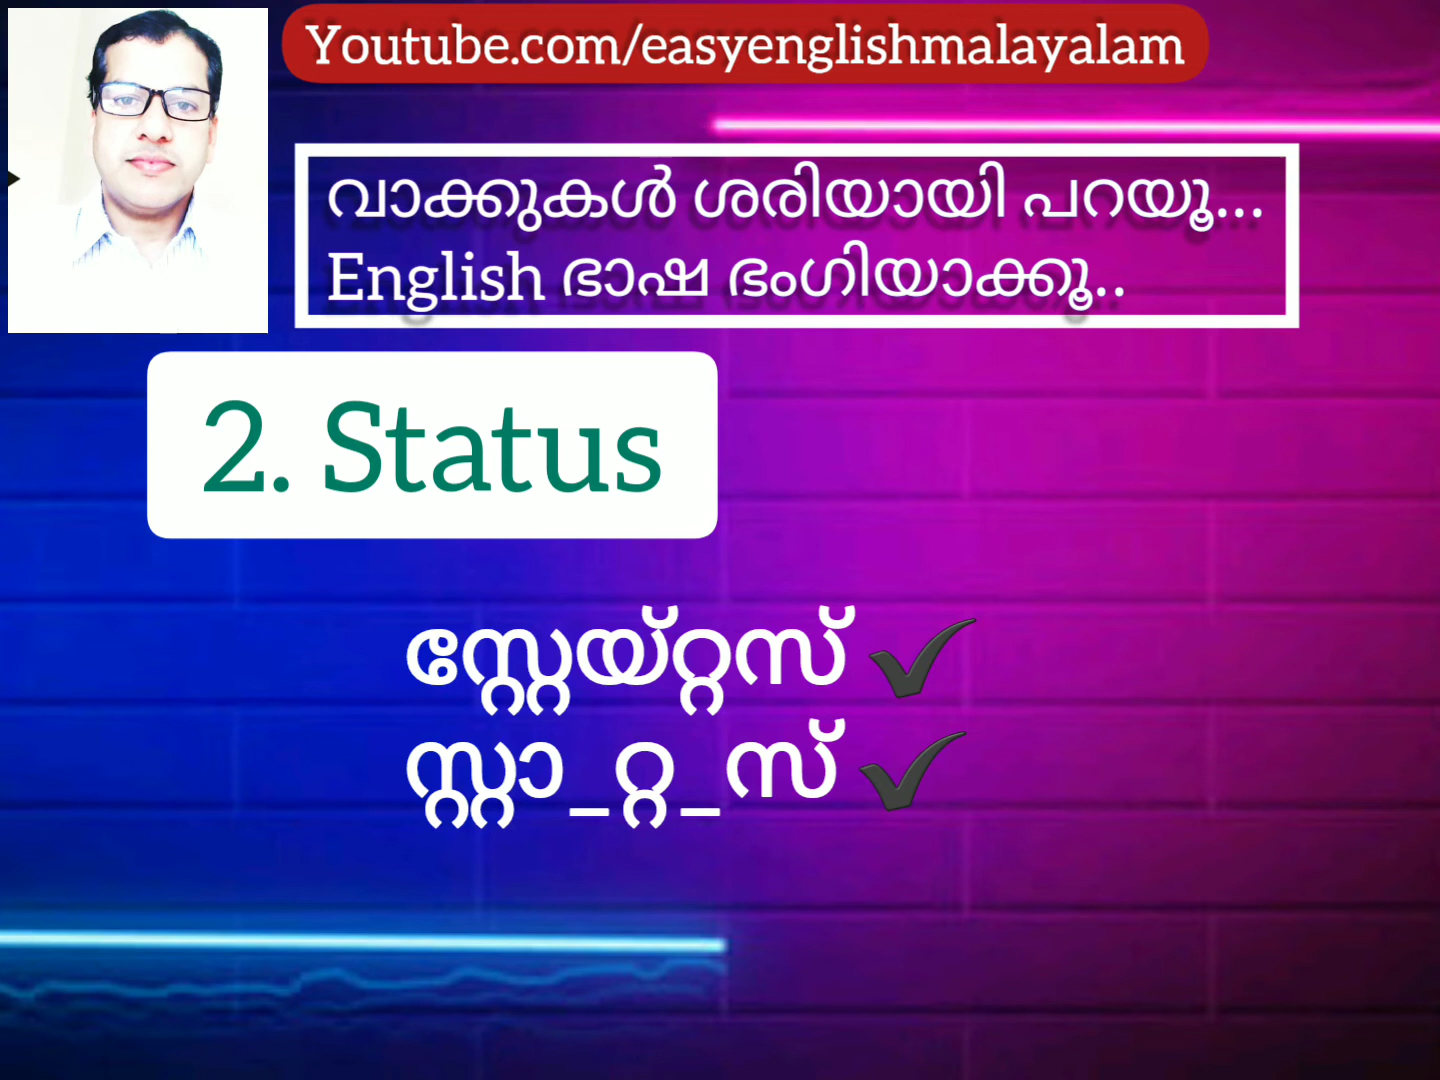 Youtube.com/easyenglishmalayalam
വാക്കുകൾ ശരിയായി പറയൂ...
English ഭാഷ ഭംഗിയാക്കൂ..
2. Status
സ്റ്റേയ്റ്റസ് ✔
സ്റ്റാ_റ്റ_സ് ✔